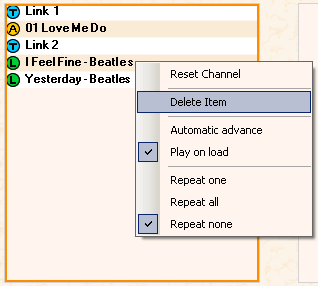 T Link 1
A 01 Love Me Do
T Link 2
L I Feel Fine - Beatles
L Yesterday - Beatles
Reset Channel
Delete Item
Automatic advance
Play on load
Repeat one
Repeat all
Repeat none